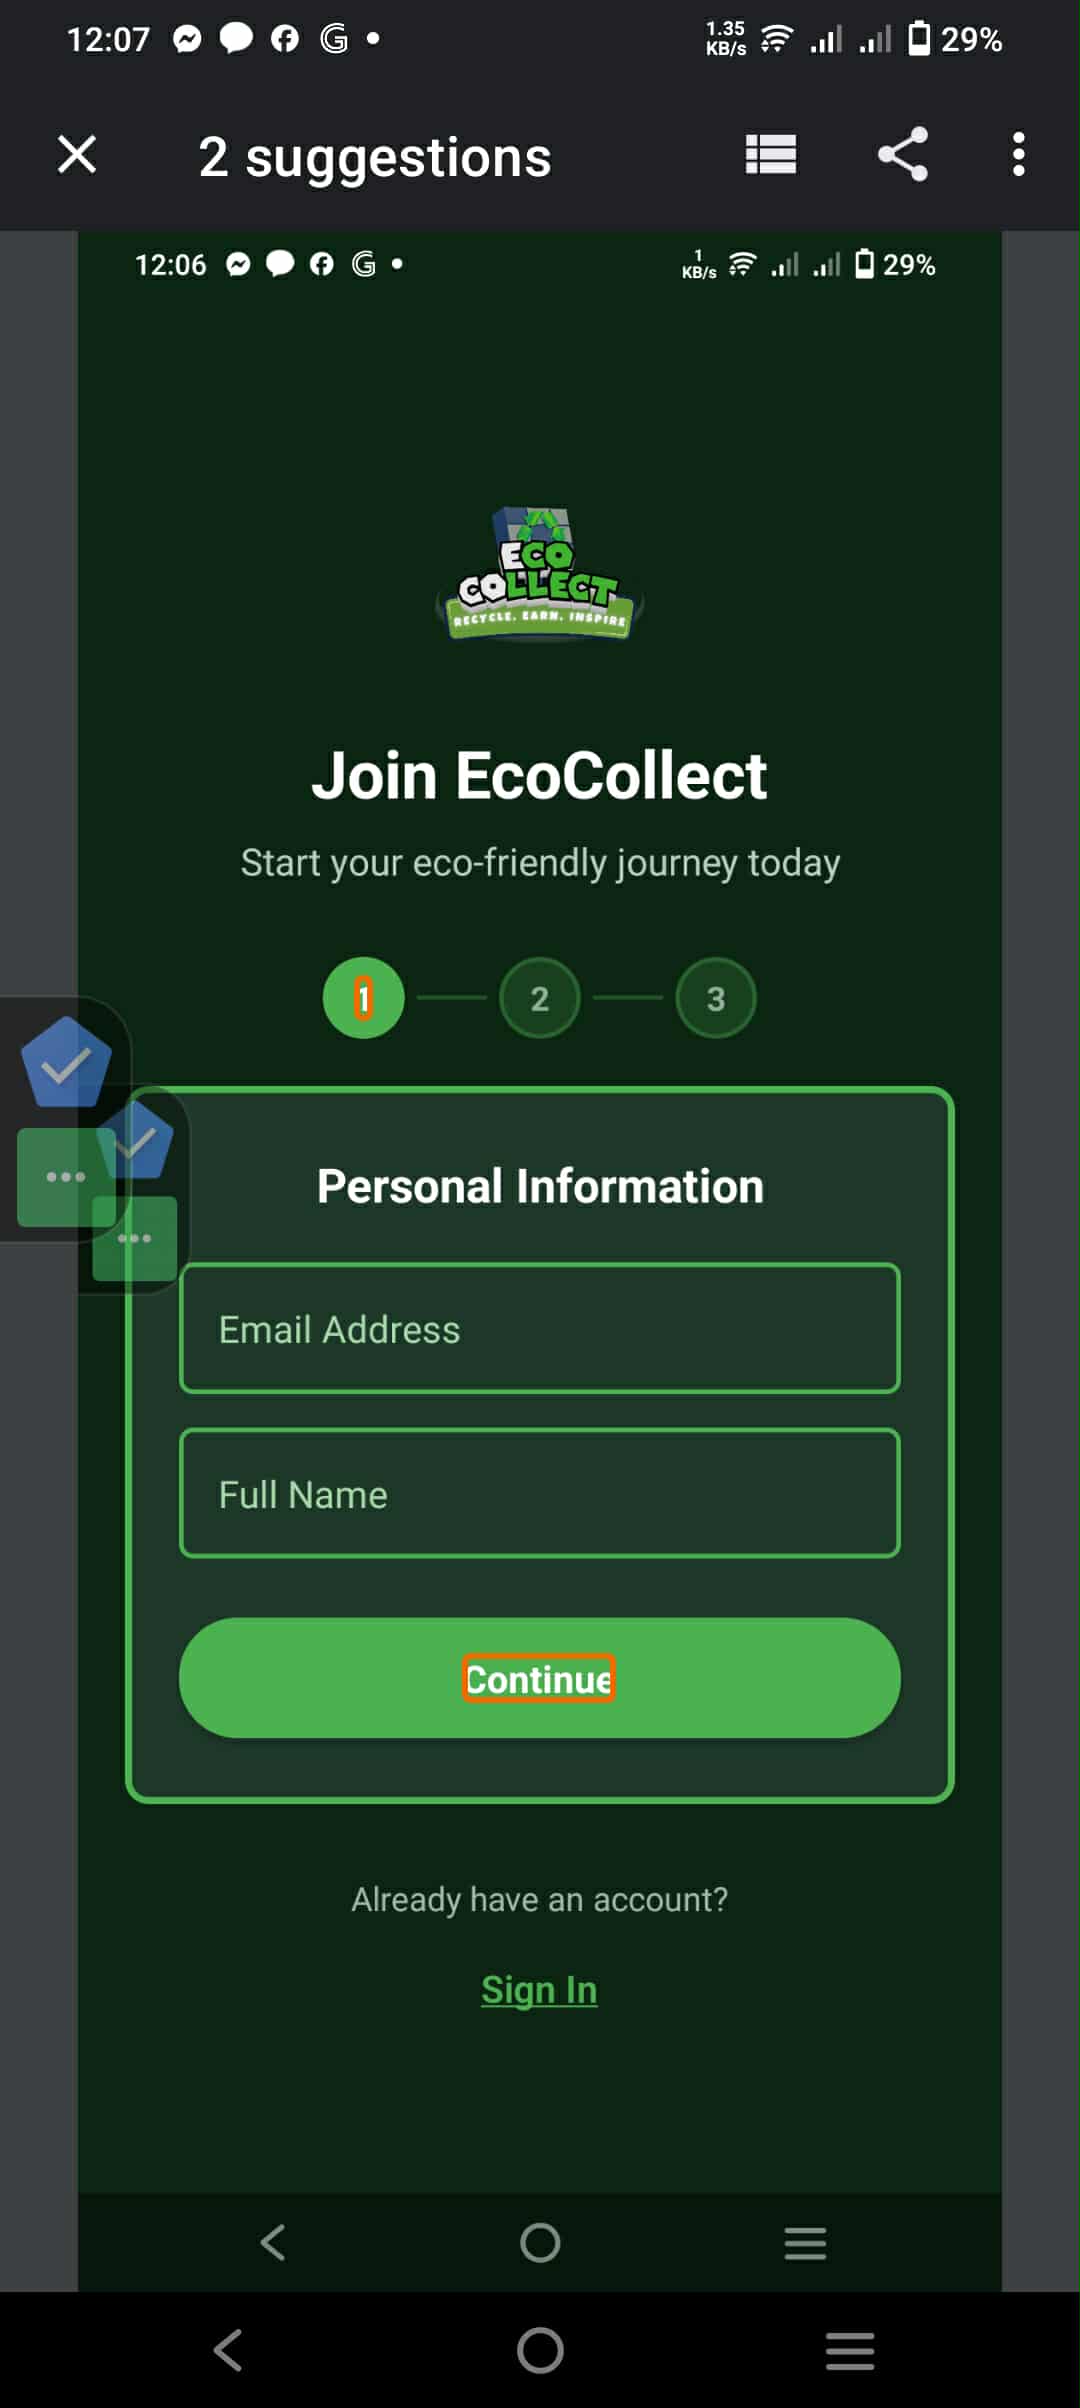 12:07
1.35 KB/s
29%
2 suggestions
12:06
1 KB/s
29%
ECO
COLLECT
RECYCLE. EARN. INSPIRE
Join EcoCollect
Start your eco-friendly journey today
1 2 3
Personal Information
Email Address
Full Name
Continue
Already have an account?
Sign In